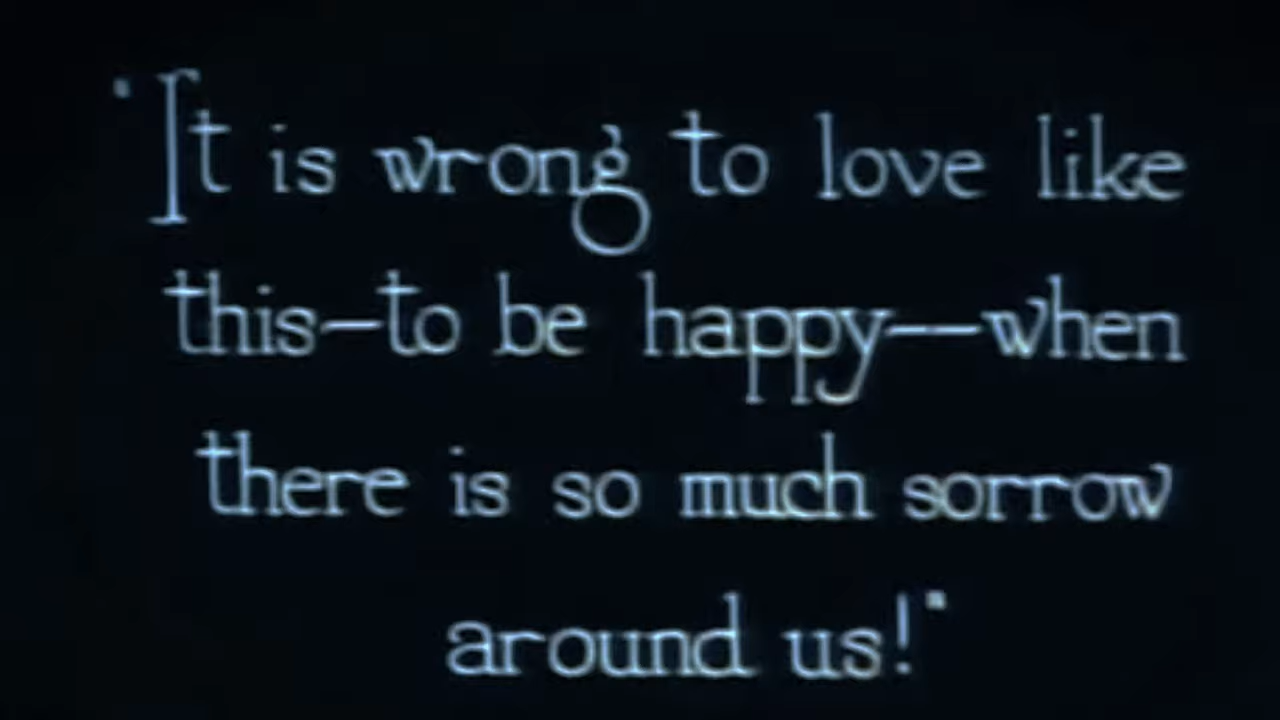 "It is wrong to love like
this—to be happy—when
there is so much sorrow
around us!"